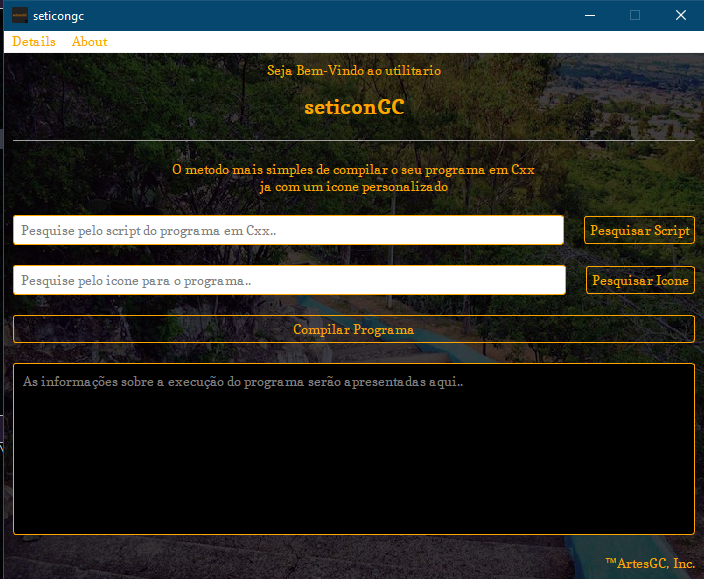 seticongc
Details About
Seja Bem-Vindo ao utilitario
seticonGC
O metodo mais simples de compilar o seu programa em Cxx
ja com um icone personalizado
Pesquise pelo script do programa em Cxx.. Pesquisar Script
Pesquise pelo icone para o programa.. Pesquisar Icone
Compilar Programa
As informações sobre a execução do programa serão apresentadas aqui..
™ArtesGC, Inc.